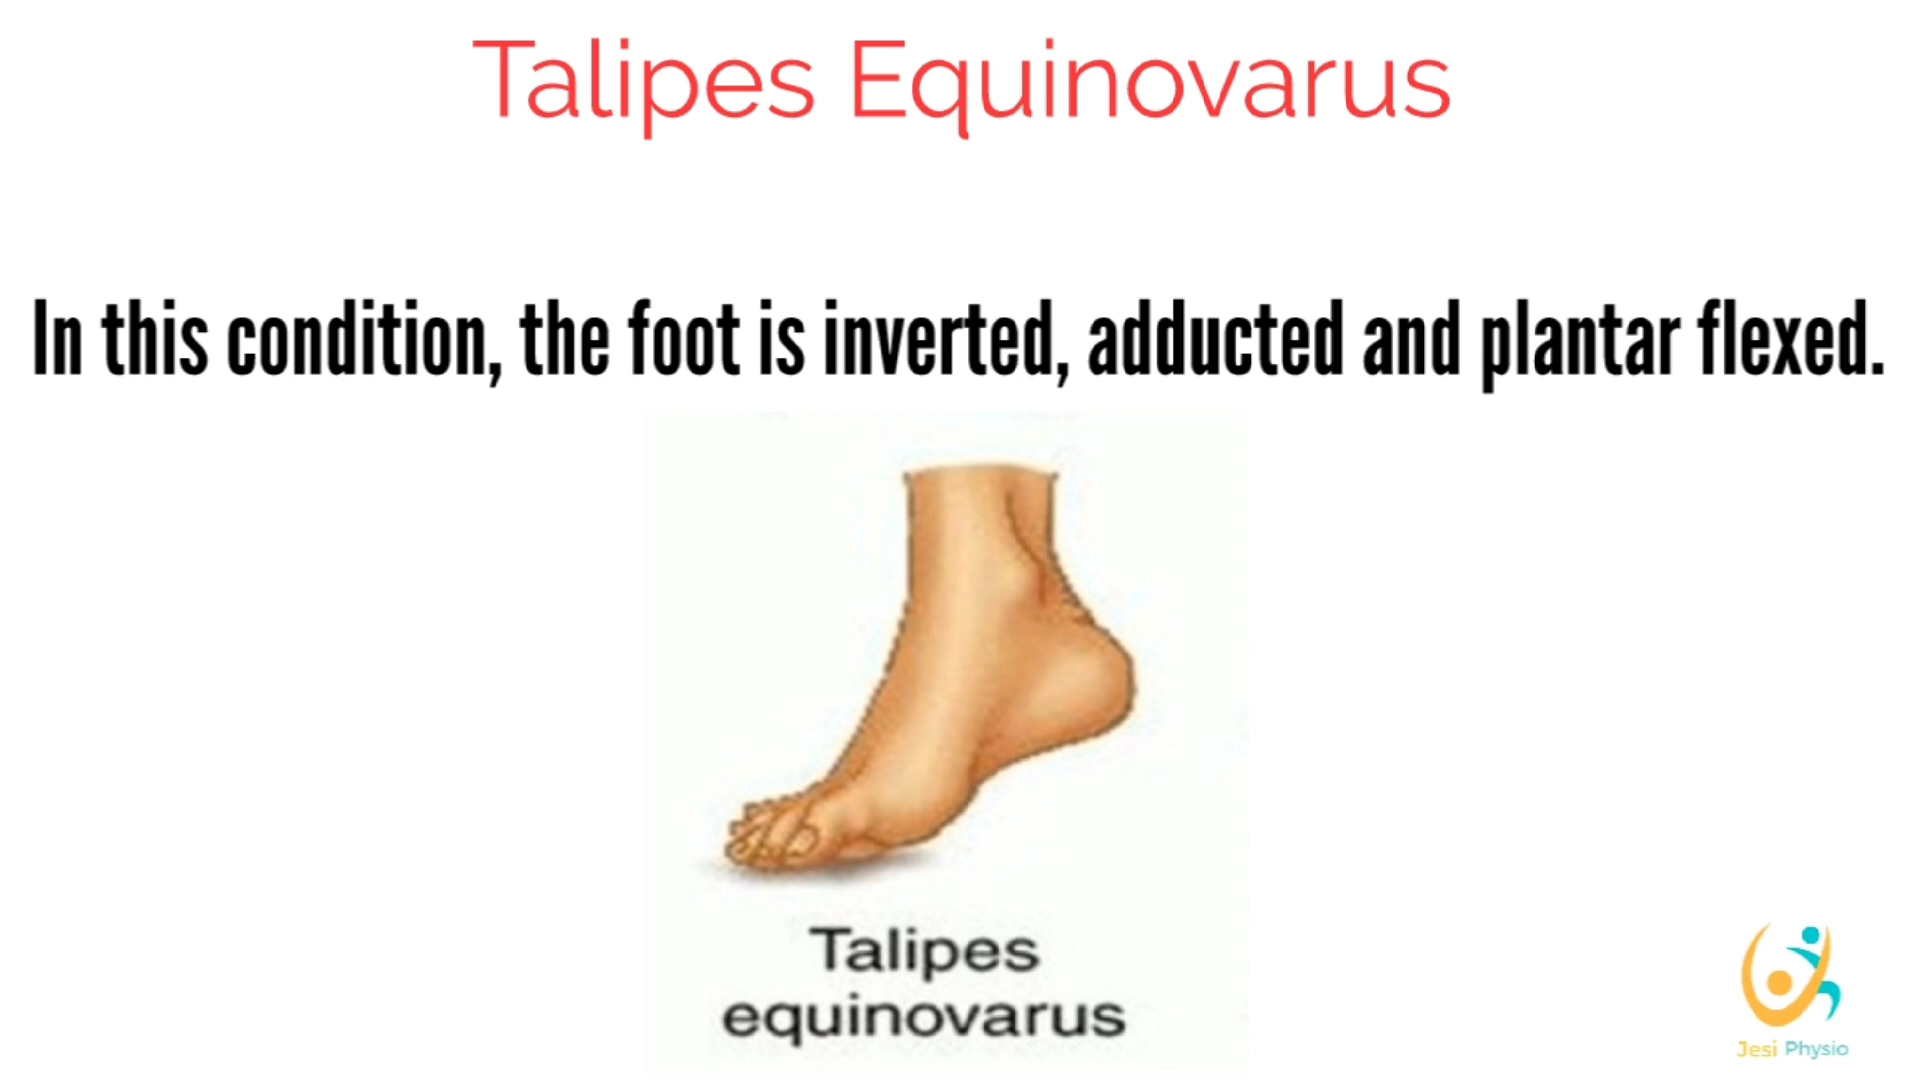 Talipes Equinovarus
In this condition, the foot is inverted, adducted and plantar flexed.
Talipes
equinovarus
Jesi Physio